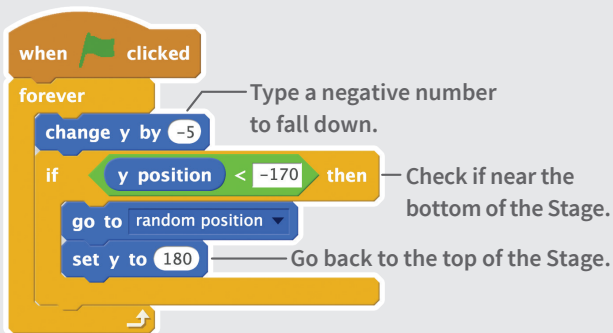 when clicked
forever
Type a negative number
to fall down.
change y by -5
if y position < -170 then
Check if near the
bottom of the Stage.
go to random position
set y to 180
Go back to the top of the Stage.